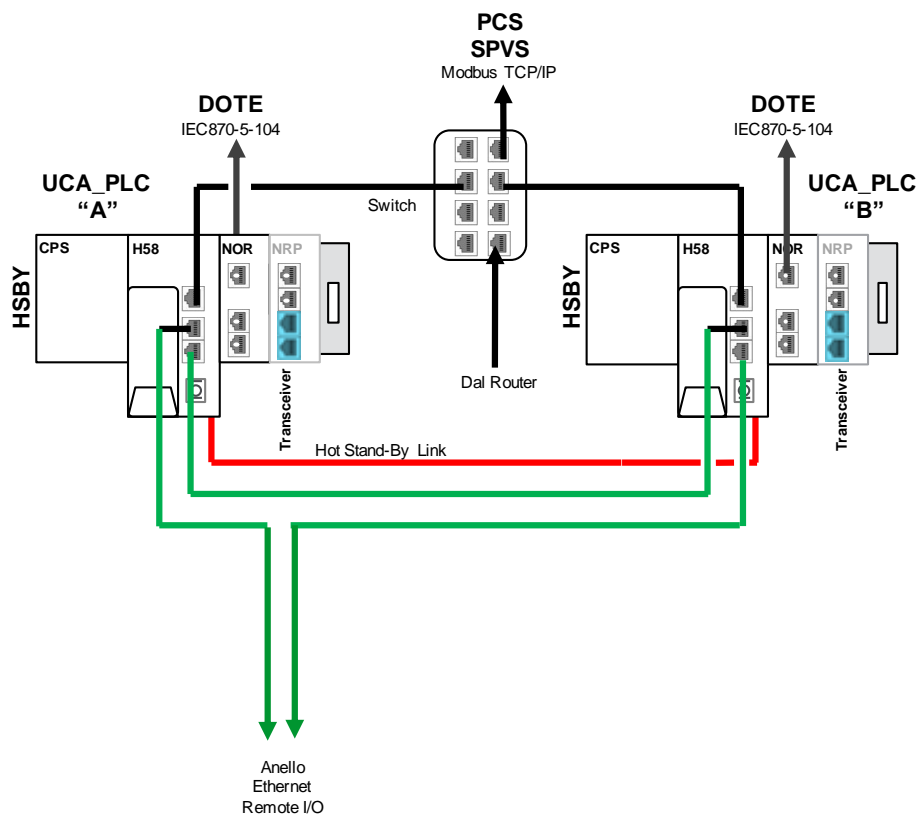 PCS
SPVS
Modbus TCP/IP
DOTE
IEC870-5-104
DOTE
IEC870-5-104
UCA_PLC
“A”
Switch
UCA_PLC
“B”
HSBY
CPS
H58
NOR
NRP
HSBY
CPS
H58
NOR
NRP
Transceiver
Dal Router
Transceiver
Hot Stand-By Link
Anello
Ethernet
Remote I/O